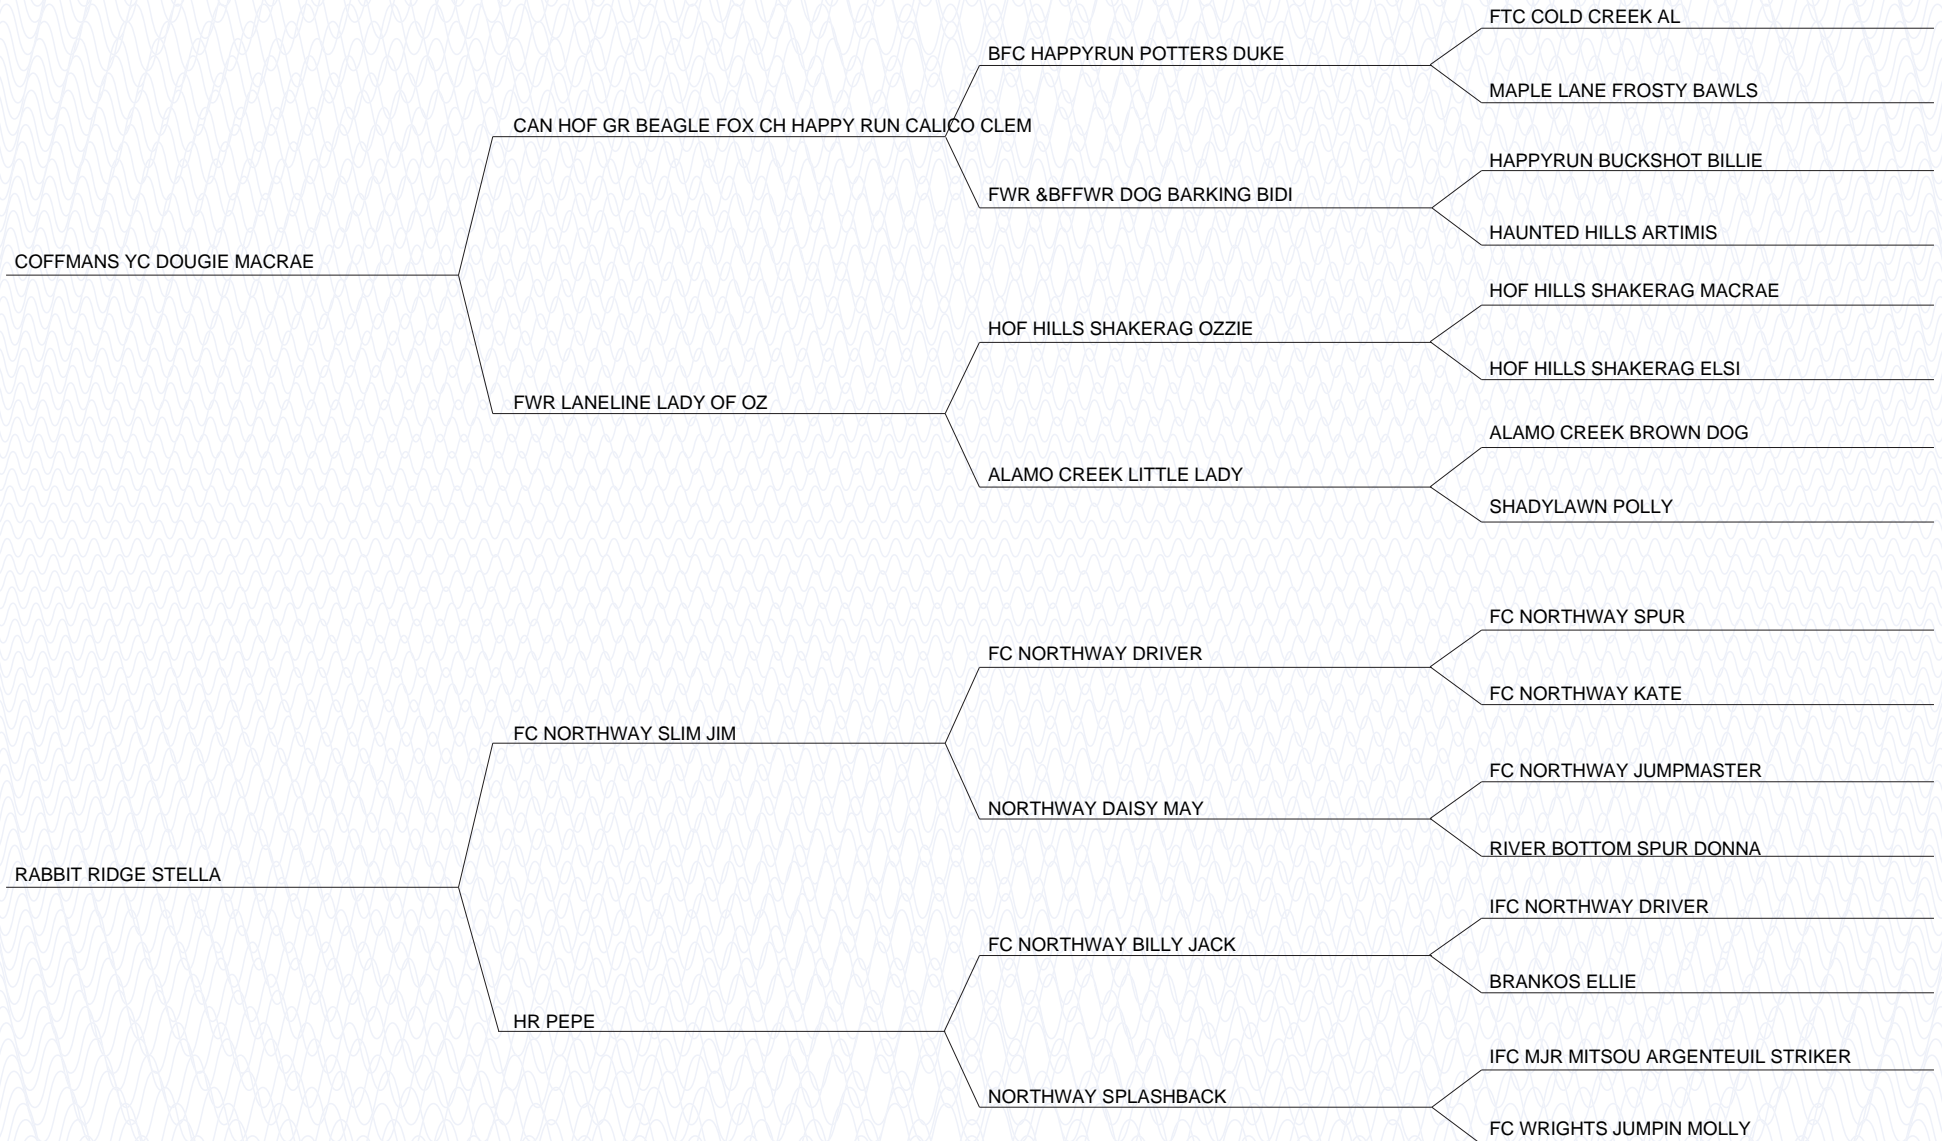 FTC COLD CREEK AL
BFC HAPPYRUN POTTERS DUKE
MAPLE LANE FROSTY BAWLS
CAN HOF GR BEAGLE FOX CH HAPPY RUN CALICO CLEM
HAPPYRUN BUCKSHOT BILLIE
FWR &BFFWR DOG BARKING BIDI
HAUNTED HILLS ARTIMIS
COFFMANS YC DOUGIE MACRAE
HOF HILLS SHAKERAG MACRAE
HOF HILLS SHAKERAG OZZIE
HOF HILLS SHAKERAG ELSI
FWR LANELINE LADY OF OZ
ALAMO CREEK BROWN DOG
ALAMO CREEK LITTLE LADY
SHADYLAWN POLLY
FC NORTHWAY SPUR
FC NORTHWAY DRIVER
FC NORTHWAY KATE
FC NORTHWAY SLIM JIM
FC NORTHWAY JUMPMASTER
NORTHWAY DAISY MAY
RIVER BOTTOM SPUR DONNA
RABBIT RIDGE STELLA
IFC NORTHWAY DRIVER
FC NORTHWAY BILLY JACK
BRANKOS ELLIE
HR PEPE
IFC MJR MITSOU ARGENTEUIL STRIKER
NORTHWAY SPLASHBACK
FC WRIGHTS JUMPIN MOLLY